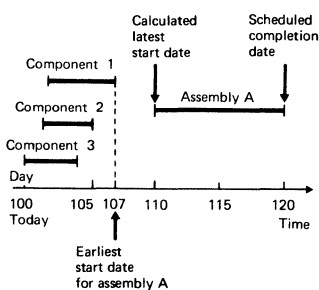 Calculated
latest
start date
Scheduled
completion
date
Component 1
Component 2
Assembly A
Component 3
Day
100 105 107 110 115 120
Today Time
Earliest
start date
for assembly A